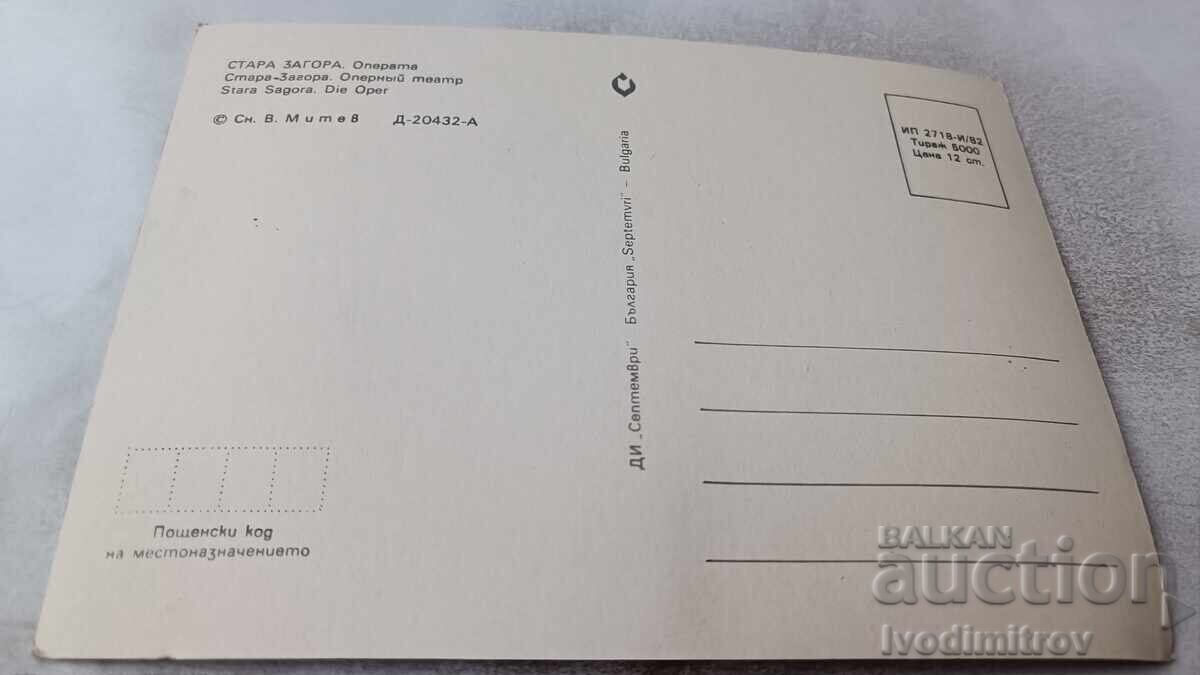 СТАРА ЗАГОРА. Операта
Стара-Загора. Оперный театр
Stara Sagora. Die Oper
© Сн. В. Митев Д-20432-А
ДИ „Септември" България „Septemvri" – Bulgaria
ИП 2718-И/82
Тираж 5000
Цена 12 ст.
Пощенски код
на местоназначението
BALKAN
auction
Ivodimitrov